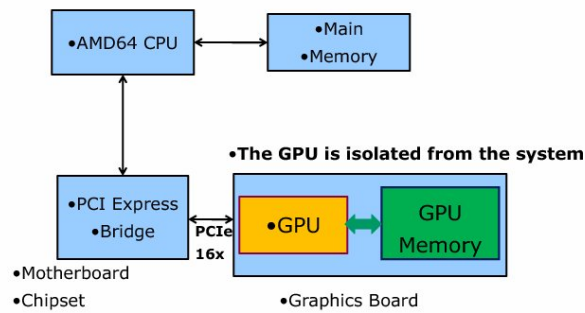 •AMD64 CPU
•Main
•Memory
•The GPU is isolated from the system
•PCI Express
•Bridge
PCIe
16x
•GPU
GPU
Memory
•Motherboard
•Chipset
•Graphics Board